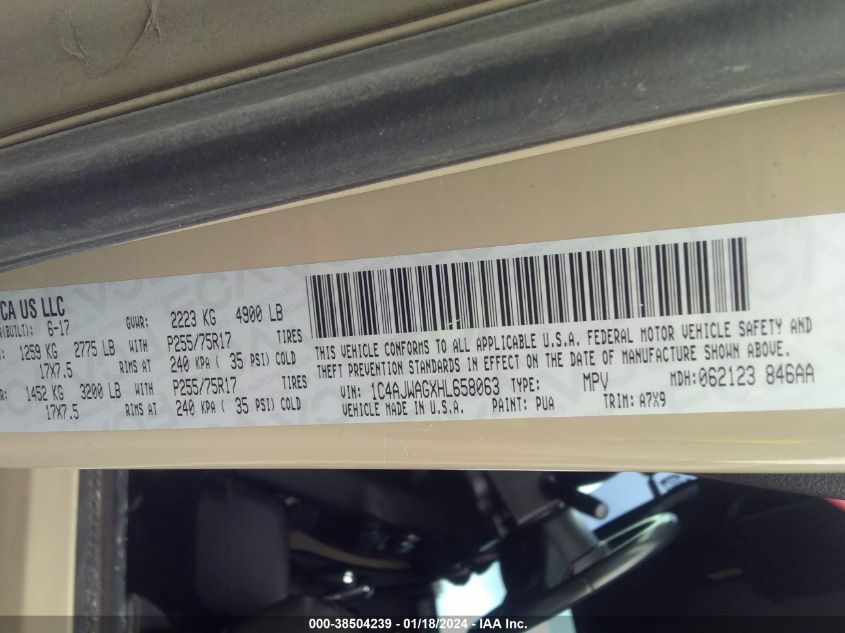 CA US LLC
(BUILT): 6-17 GVWR: 2223 KG 4900 LB
1259 KG 2775 LB WITH P255/75R17 TIRES
17X7.5 RIMS AT 240 KPA ( 35 PSI) COLD
1452 KG 3200 LB WITH P255/75R17 TIRES
17X7.5 RIMS AT 240 KPA ( 35 PSI) COLD
THIS VEHICLE CONFORMS TO ALL APPLICABLE U.S.A. FEDERAL MOTOR VEHICLE SAFETY AND
THEFT PREVENTION STANDARDS IN EFFECT ON THE DATE OF MANUFACTURE SHOWN ABOVE.
VIN: 1C4AJWAGXHL658063 TYPE: MPV MDH:062123 846AA
VEHICLE MADE IN U.S.A. PAINT: PUA TRIM: A7X9
000-38504239 - 01/18/2024 - IAA Inc.